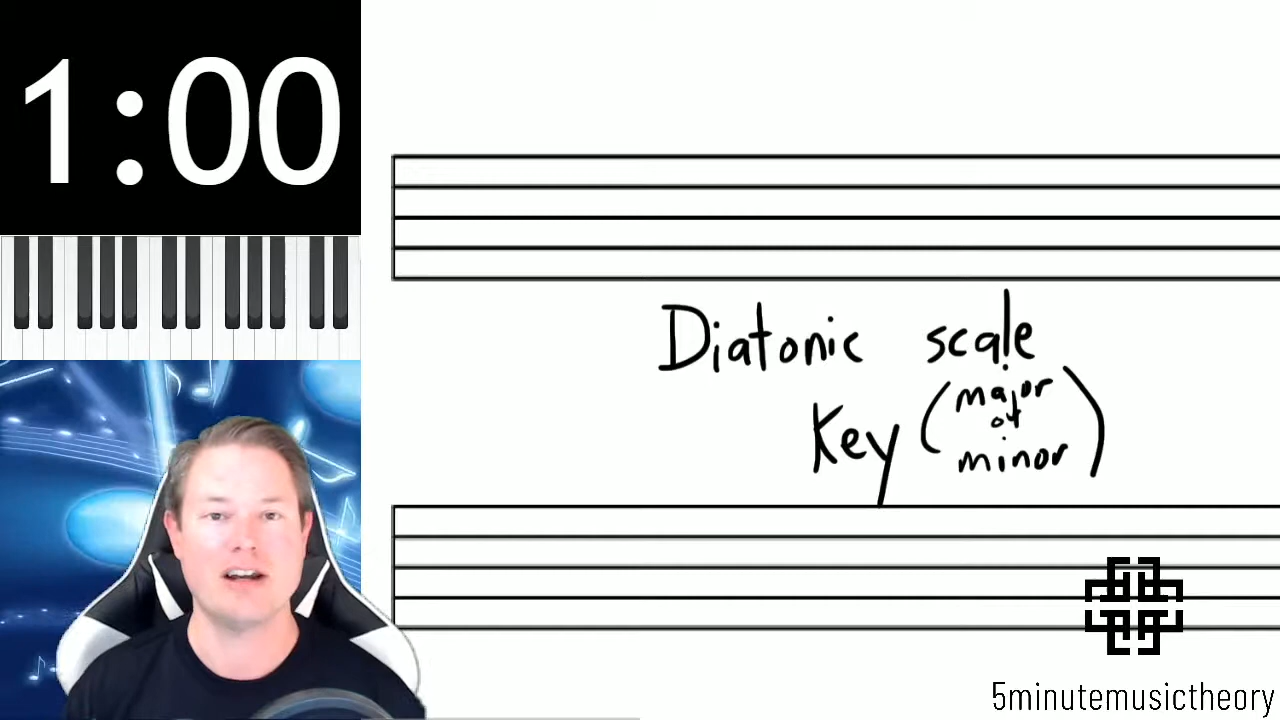 1:00
Diatonic scale
Key (major
or
minor)
5minutemusictheory